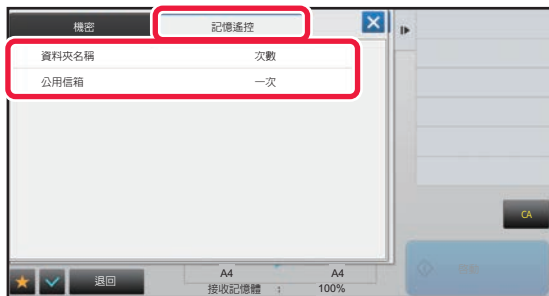 機密
記憶遙控
資料夾名稱 次數
公用信箱 一次
CA
退回
A4 A4
接收記憶體 : 100%